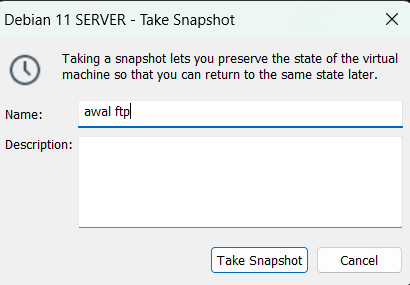 Debian 11 SERVER - Take Snapshot
Taking a snapshot lets you preserve the state of the virtual
machine so that you can return to the same state later.
Name: awal ftp
Description:
Take Snapshot Cancel